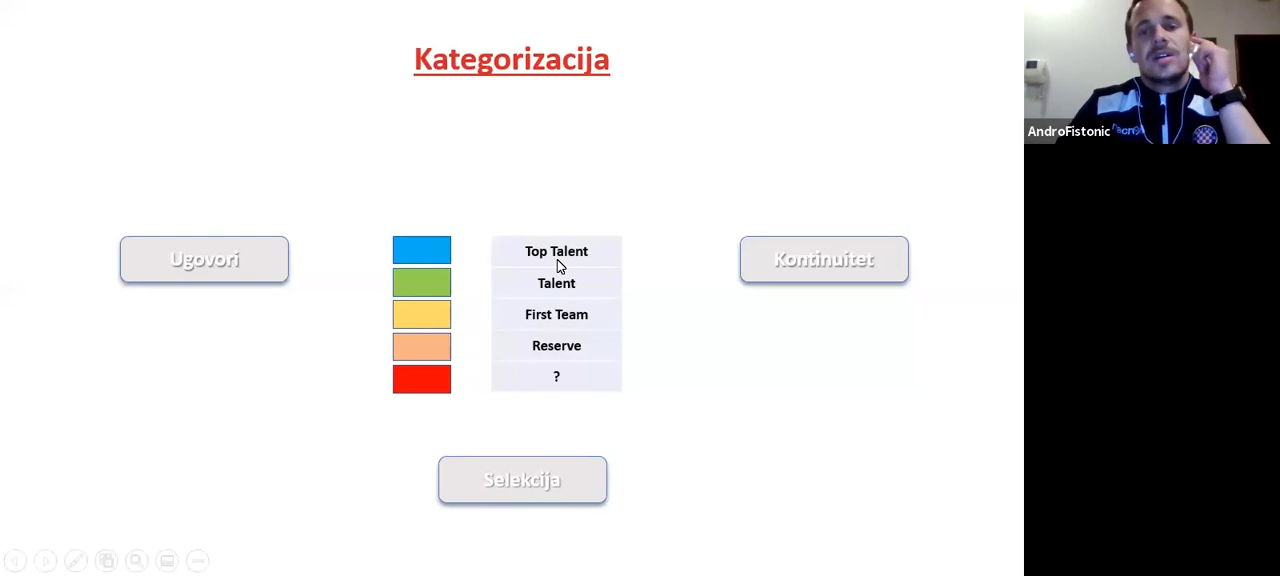 Kategorizacija
AndroFistonic
Ugovori
Top Talent
Kontinuitet
Talent
First Team
Reserve
?
Selekcija